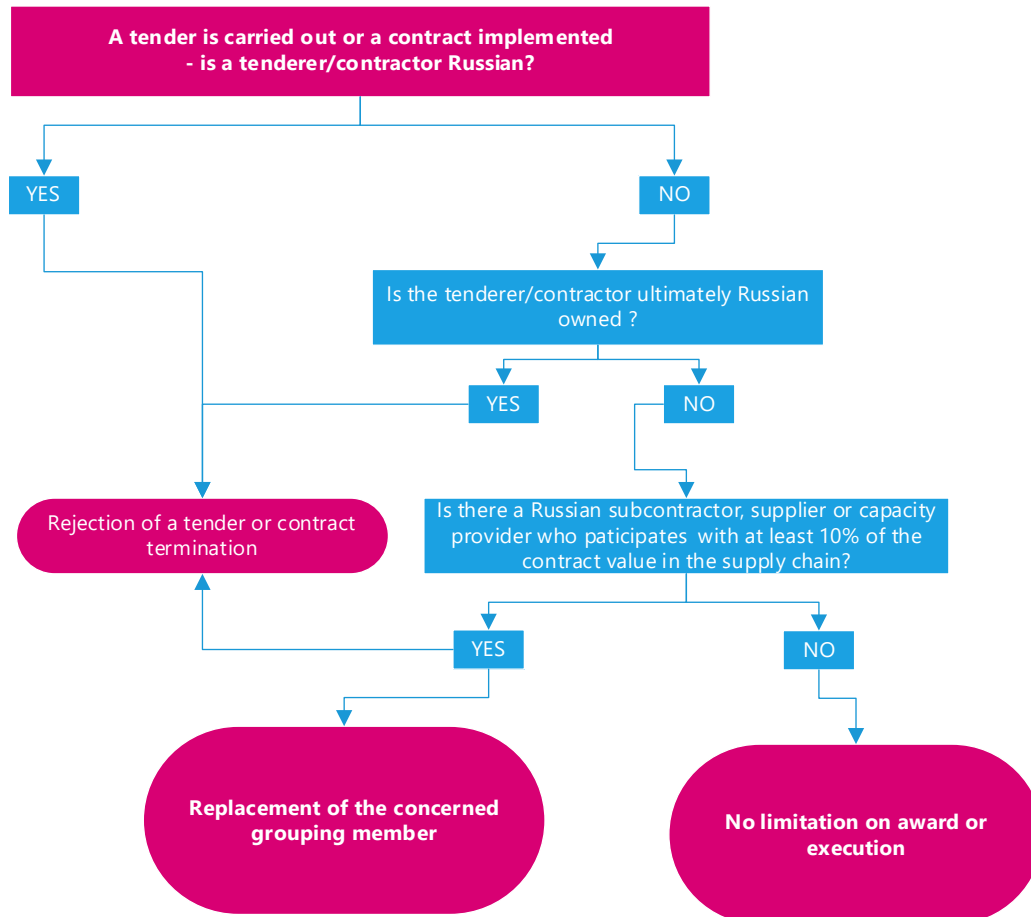 A tender is carried out or a contract implemented
- is a tenderer/contractor Russian?
YES
NO
Is the tenderer/contractor ultimately Russian
owned ?
YES
NO
Rejection of a tender or contract
termination
Is there a Russian subcontractor, supplier or capacity
provider who paticipates with at least 10% of the
contract value in the supply chain?
YES
NO
Replacement of the concerned
grouping member
No limitation on award or
execution